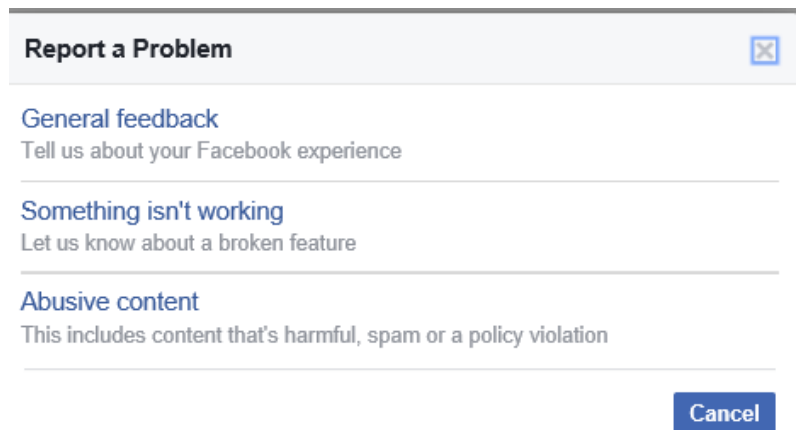 Report a Problem
General feedback
Tell us about your Facebook experience
Something isn't working
Let us know about a broken feature
Abusive content
This includes content that's harmful, spam or a policy violation
Cancel